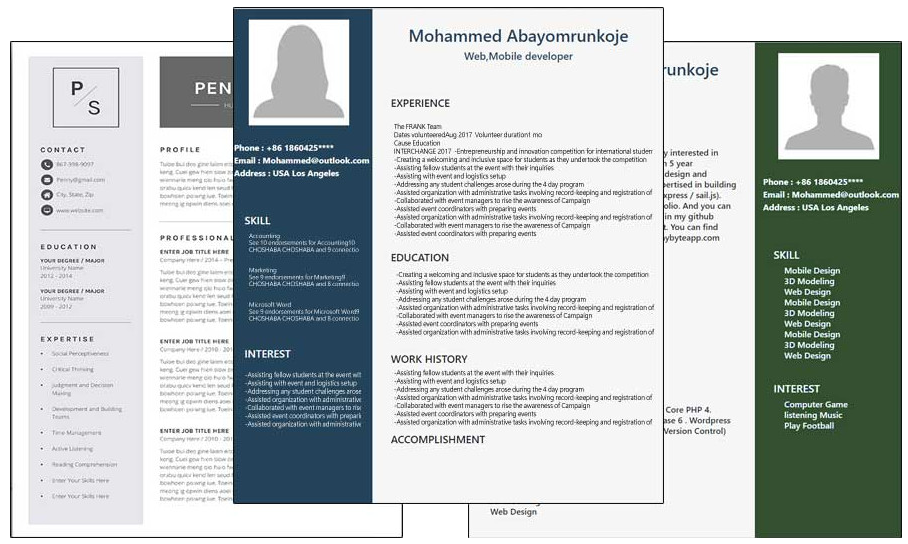 P
S
CONTACT
867-398-9097
Penny@gmail.com
City, State, Zip
www.website.com
EDUCATION
YOUR DEGREE / MAJOR
University Name
2012 - 2014
YOUR DEGREE / MAJOR
University Name
2009 - 2012
EXPERTISE
Social Perceptiveness
Critical Thinking
Judgment and Decision
Making
Development and Building
Teams
Time Management
Active Listening
Reading Comprehension
Enter Your Skills Here
Enter Your Skills Here
PEN
HU
PROFILE
PROFESSIONA
ENTER JOB TITLE HERE
Company Here / 2014 - Pre
ENTER JOB TITLE HERE
Company Here / 2010 - 201
ENTER JOB TITLE HERE
Company Here / 2010 - 201
Phone : +86 1860425****
Email : Mohammed@outlook.com
Address : USA Los Angeles
SKILL
Accounting
See 10 endorsements for Accounting10
CHOSHABA CHOSHABA and 9 connectio
Marketing
See 9 endorsements for Marketing9
CHOSHABA CHOSHABA and 8 connectio
Microsoft Word
See 9 endorsements for Microsoft Word9
CHOSHABA CHOSHABA and 8 connectio
INTEREST
-Assisting fellow students at the event wit
-Assisting with event and logistics setup
-Addressing any student challenges arose
-Assisted organization with administrative
-Collaborated with event managers to rise
-Assisted event coordinators with prepari
-Assisted organization with administrative
Mohammed Abayomrunkoje
Web,Mobile developer
EXPERIENCE
The FRANK Team
Dates volunteeredAug 2017 Volunteer duration1 mo
Cause Education
INTERCHANGE 2017 -Entrepreneurship and innovation competition for international studen
-Creating a welcoming and inclusive space for students as they undertook the competition
-Assisting fellow students at the event with their inquiries
-Assisting with event and logistics setup
-Addressing any student challenges arose during the 4 day program
-Assisted organization with administrative tasks involving record-keeping and registration of
-Collaborated with event managers to rise the awareness of Campaign
-Assisted event coordinators with preparing events
-Assisted organization with administrative tasks involving record-keeping and registration of
-Collaborated with event managers to rise the awareness of Campaign
-Assisted event coordinators with preparing events
EDUCATION
-Creating a welcoming and inclusive space for students as they undertook the competition
-Assisting fellow students at the event with their inquiries
-Assisting with event and logistics setup
-Addressing any student challenges arose during the 4 day program
-Assisted organization with administrative tasks involving record-keeping and registration of
-Collaborated with event managers to rise the awareness of Campaign
-Assisted event coordinators with preparing events
-Assisted organization with administrative tasks involving record-keeping and registration of
WORK HISTORY
-Assisting fellow students at the event with their inquiries
-Assisting with event and logistics setup
-Addressing any student challenges arose during the 4 day program
-Assisted organization with administrative tasks involving record-keeping and registration of
-Collaborated with event managers to rise the awareness of Campaign
-Assisted event coordinators with preparing events
-Assisted organization with administrative tasks involving record-keeping and registration of
ACCOMPLISHMENT
runkoje
y interested in
n 5 year
design and
pertised in building
xpress / sail.js).
olio. And you can
in my github
t. You can find
ybyteapp.com
Core PHP 4.
ase 6 . Wordpress
Version Control)
Web Design
Phone : +86 1860425****
Email : Mohammed@outlook.com
Address : USA Los Angeles
SKILL
Mobile Design
3D Modeling
Web Design
Mobile Design
3D Modeling
Web Design
Mobile Design
3D Modeling
Web Design
INTEREST
Computer Game
listening Music
Play Football